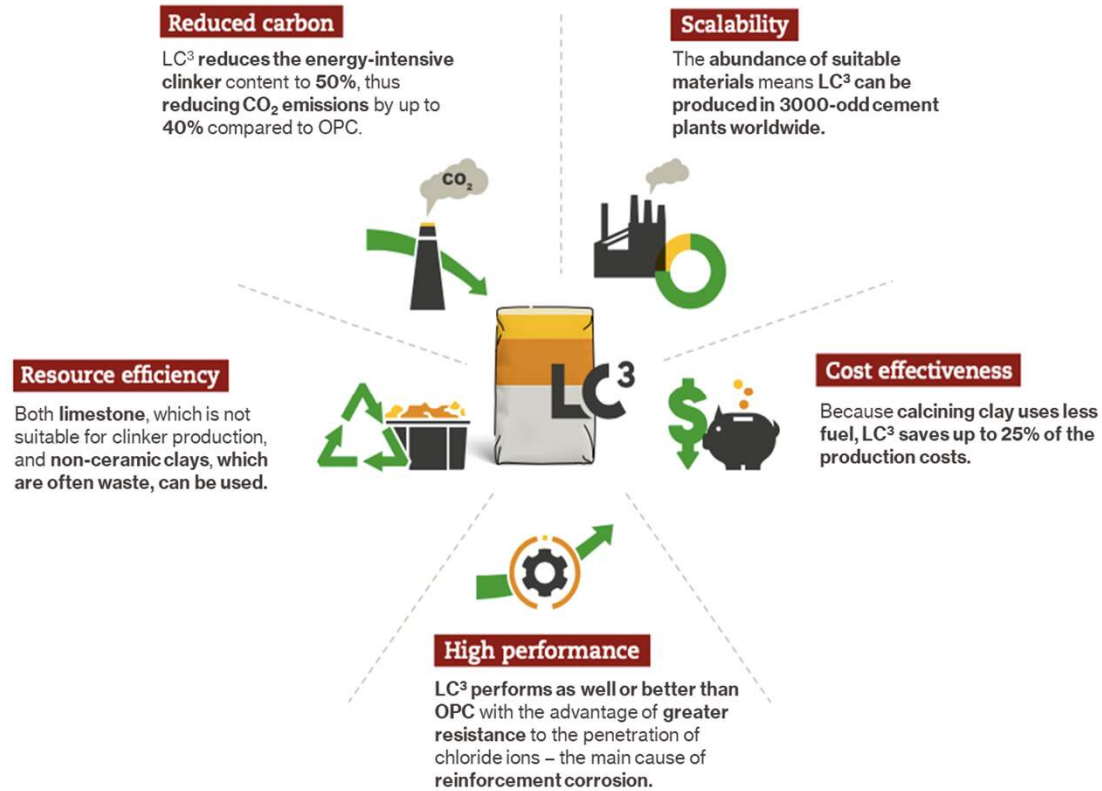 Reduced carbon
LC³ reduces the energy-intensive
clinker content to 50%, thus
reducing CO₂ emissions by up to
40% compared to OPC.
Scalability
The abundance of suitable
materials means LC³ can be
produced in 3000-odd cement
plants worldwide.
CO₂
Resource efficiency
Both limestone, which is not
suitable for clinker production,
and non-ceramic clays, which
are often waste, can be used.
LC³
$
Cost effectiveness
Because calcining clay uses less
fuel, LC³ saves up to 25% of the
production costs.
High performance
LC³ performs as well or better than
OPC with the advantage of greater
resistance to the penetration of
chloride ions – the main cause of
reinforcement corrosion.